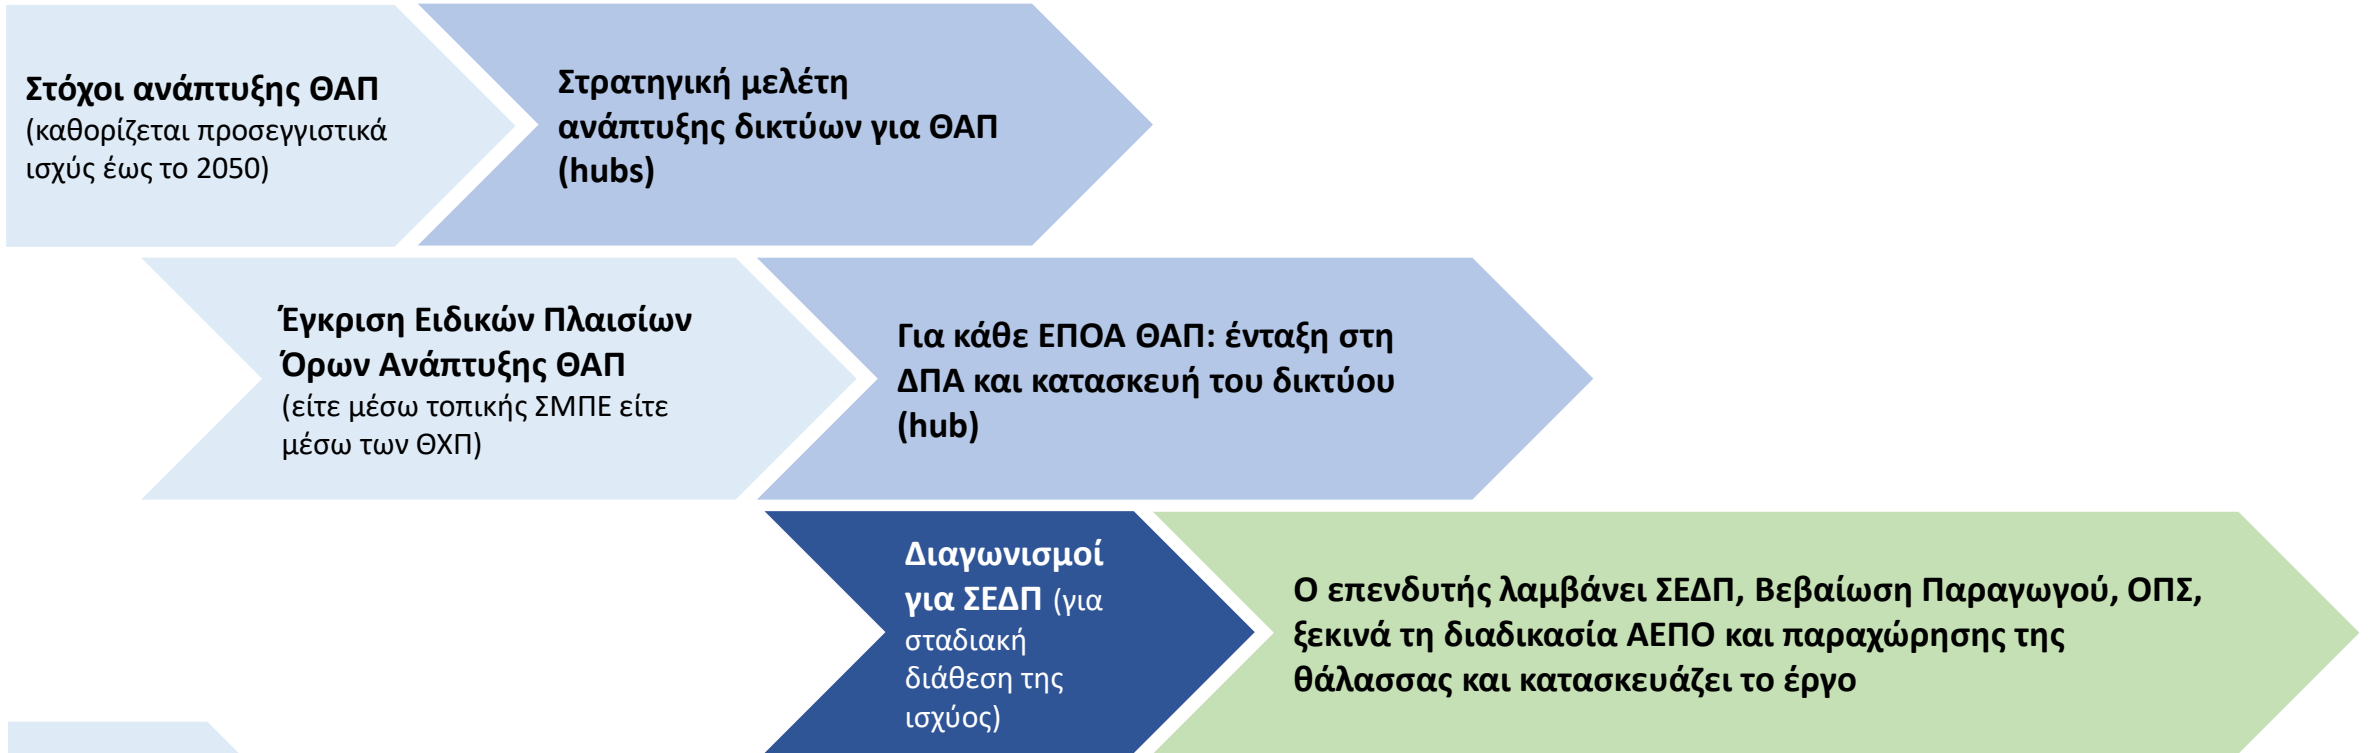 Στόχοι ανάπτυξης ΘΑΠ
(καθορίζεται προσεγγιστικά
ισχύς έως το 2050)
Στρατηγική μελέτη
ανάπτυξης δικτύων για ΘΑΠ
(hubs)
Έγκριση Ειδικών Πλαισίων
Όρων Ανάπτυξης ΘΑΠ
(είτε μέσω τοπικής ΣΜΠΕ είτε
μέσω των ΘΧΠ)
Για κάθε ΕΠΟΑ ΘΑΠ: ένταξη στη
ΔΠΑ και κατασκευή του δικτύου
(hub)
Διαγωνισμοί
για ΣΕΔΠ (για
σταδιακή
διάθεση της
ισχύος)
Ο επενδυτής λαμβάνει ΣΕΔΠ, Βεβαίωση Παραγωγού, ΟΠΣ,
ξεκινά τη διαδικασία ΑΕΠΟ και παραχώρησης της
θάλασσας και κατασκευάζει το έργο